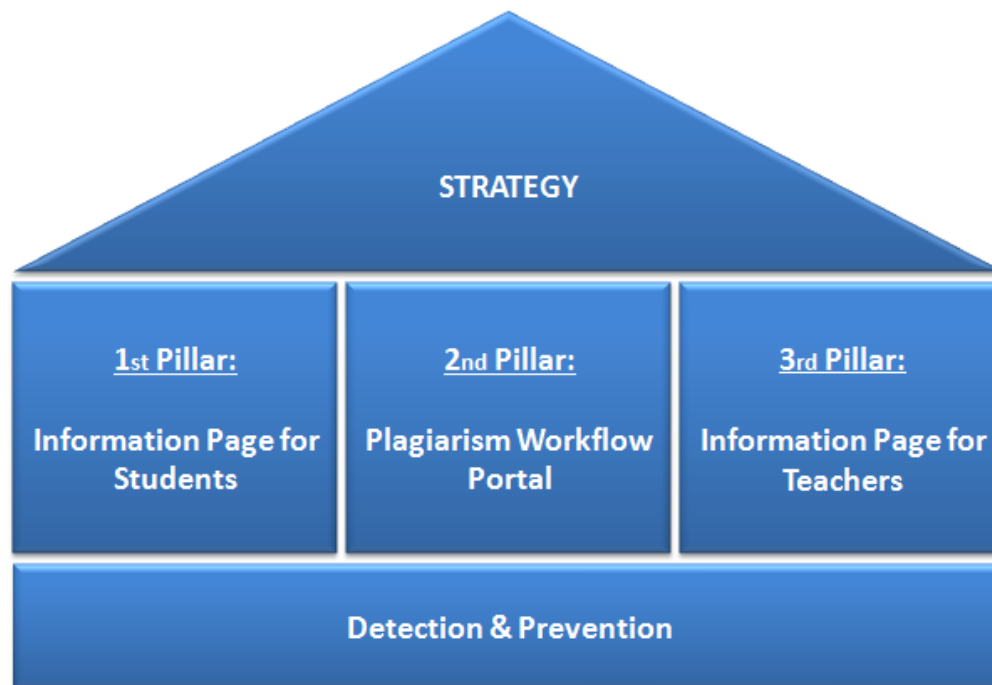 STRATEGY
1st Pillar:
Information Page for
Students
2nd Pillar:
Plagiarism Workflow
Portal
3rd Pillar:
Information Page for
Teachers
Detection & Prevention